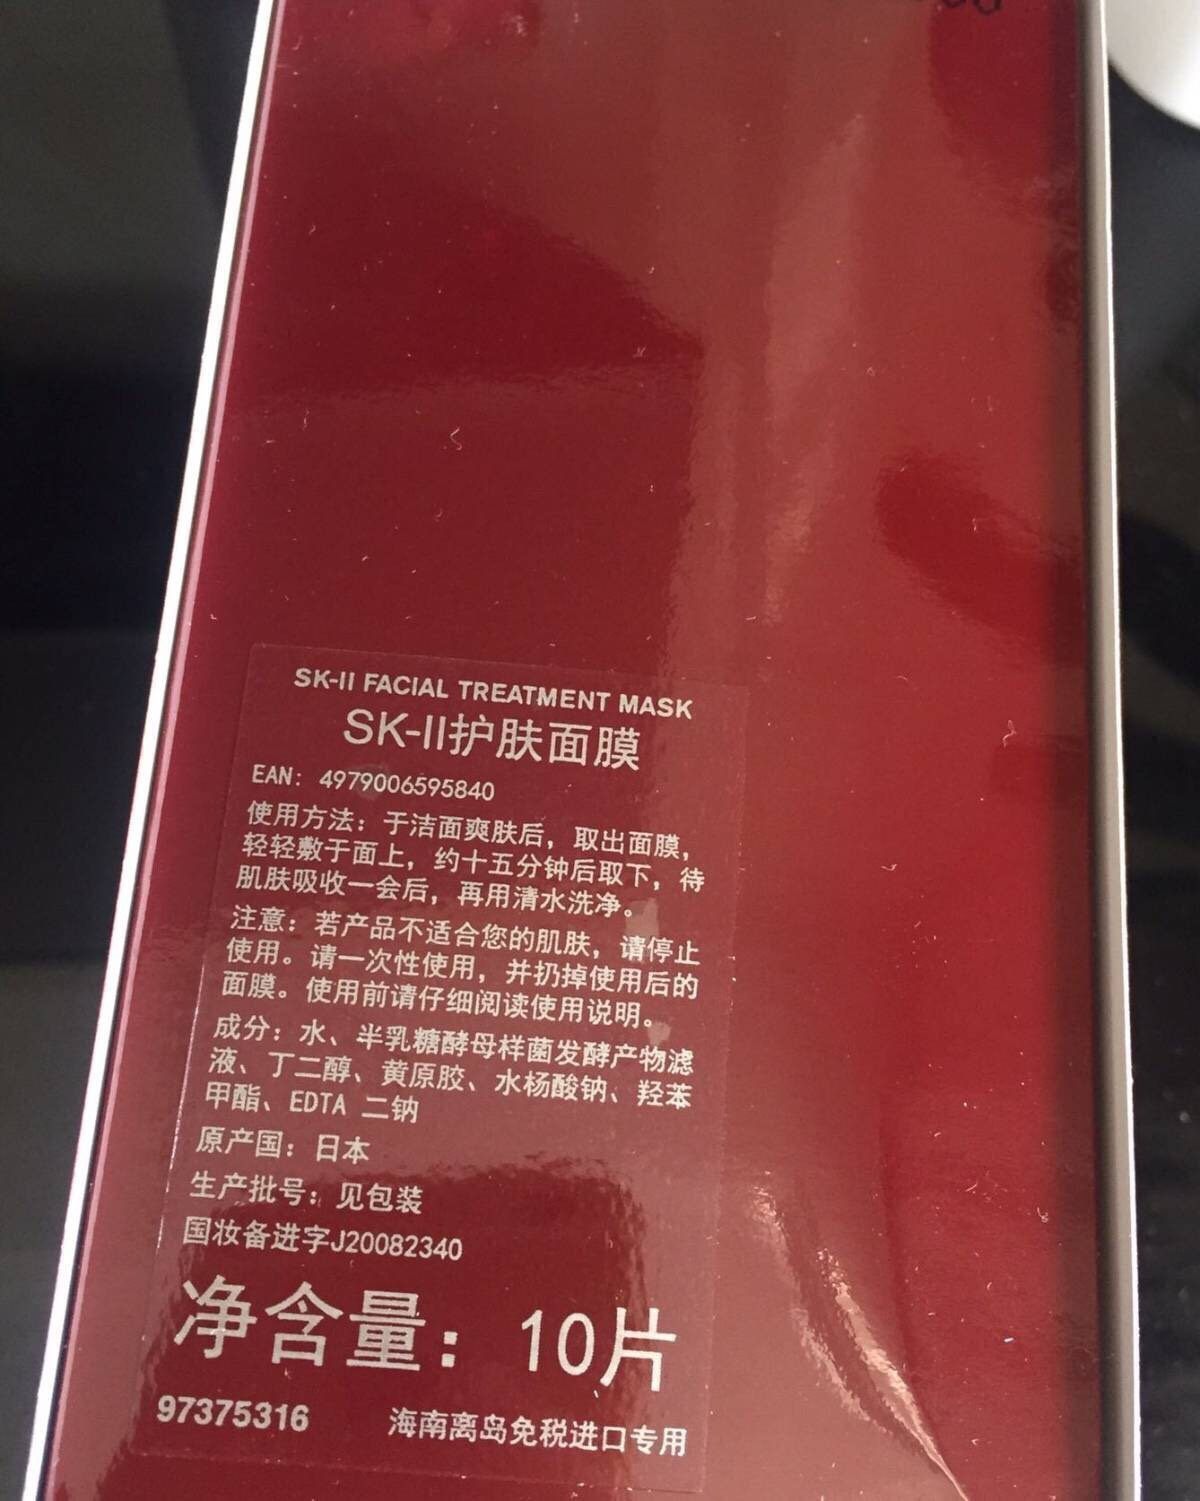 SK-II FACIAL TREATMENT MASK
SK-II护肤面膜
EAN: 4979006595840
使用方法：于洁面爽肤后，取出面膜，
轻轻敷于面上，约十五分钟后取下，待
肌肤吸收一会后，再用清水洗净。
注意：若产品不适合您的肌肤，请停止
使用。请一次性使用，并扔掉使用后的
面膜。使用前请仔细阅读使用说明。
成分：水、半乳糖酵母样菌发酵产物滤
液、丁二醇、黄原胶、水杨酸钠、羟苯
甲酯、EDTA 二钠
原产国：日本
生产批号：见包装
国妆备进字J20082340
净含量：10片
97375316 海南离岛免税进口专用